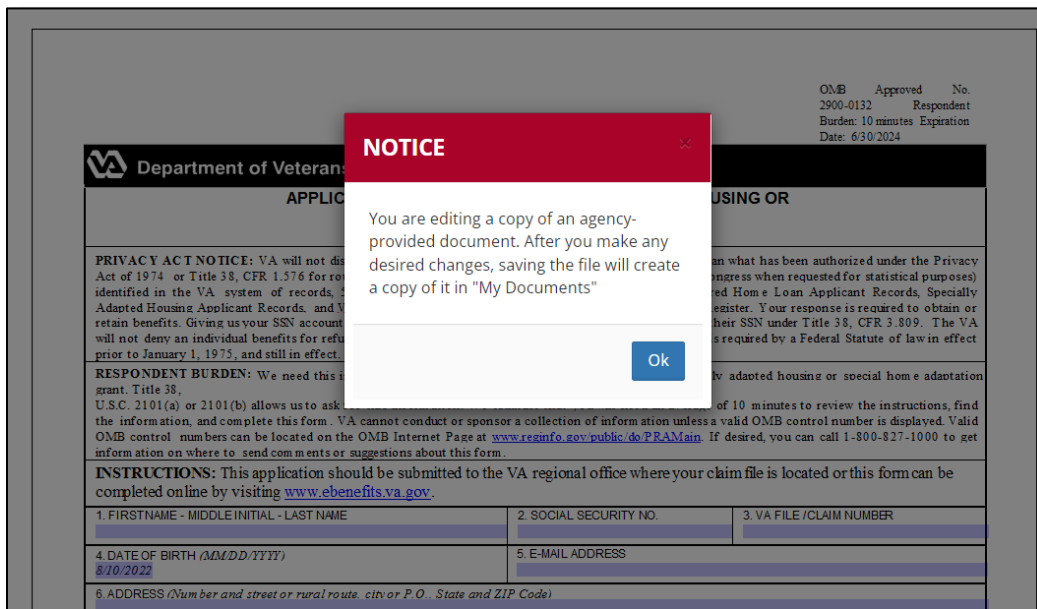 OMB Approved No.
2900-0132 Respondent
Burden: 10 minutes Expiration
Date: 6/30/2024
NOTICE
×
You are editing a copy of an agency-
provided document. After you make any
desired changes, saving the file will create
a copy of it in "My Documents"
Ok
VA Department of Veteran
APPLIC USING OR
PRIVACY ACT NOTICE: VA will not dis an what has been authorized under the Privacy
Act of 1974 or Title 38, CFR 1.576 for ro ongress when requested for statistical purposes)
identified in the VA system of records, ed Home Loan Applicant Records, Specially
Adapted Housing Applicant Records, and V egister. Your response is required to obtain or
retain benefits. Giving us your SSN account heir SSN under Title 38, CFR 3.809. The VA
will not deny an individual benefits for refu s required by a Federal Statute of law in effect
prior to January 1, 1975, and still in effect.
RESPONDENT BURDEN: We need this i ly adapted housing or special home adaptation
grant. Title 38,
U.S.C. 2101(a) or 2101(b) allows us to ask of 10 minutes to review the instructions, find
the information, and complete this form. VA cannot conduct or sponsor a collection of information unless a valid OMB control number is displayed. Valid
OMB control numbers can be located on the OMB Internet Page at www.reginfo.gov/public/do/PRAMain. If desired, you can call 1-800-827-1000 to get
information on where to send comments or suggestions about this form.
INSTRUCTIONS: This application should be submitted to the VA regional office where your claim file is located or this form can be
completed online by visiting www.ebenefits.va.gov.
1. FIRST NAME - MIDDLE INITIAL - LAST NAME
2. SOCIAL SECURITY NO.
3. VA FILE /CLAIM NUMBER
4. DATE OF BIRTH (MM/DD/YYYY)
8/10/2022
5. E-MAIL ADDRESS
6. ADDRESS (Number and street or rural route, city or P.O., State and ZIP Code)